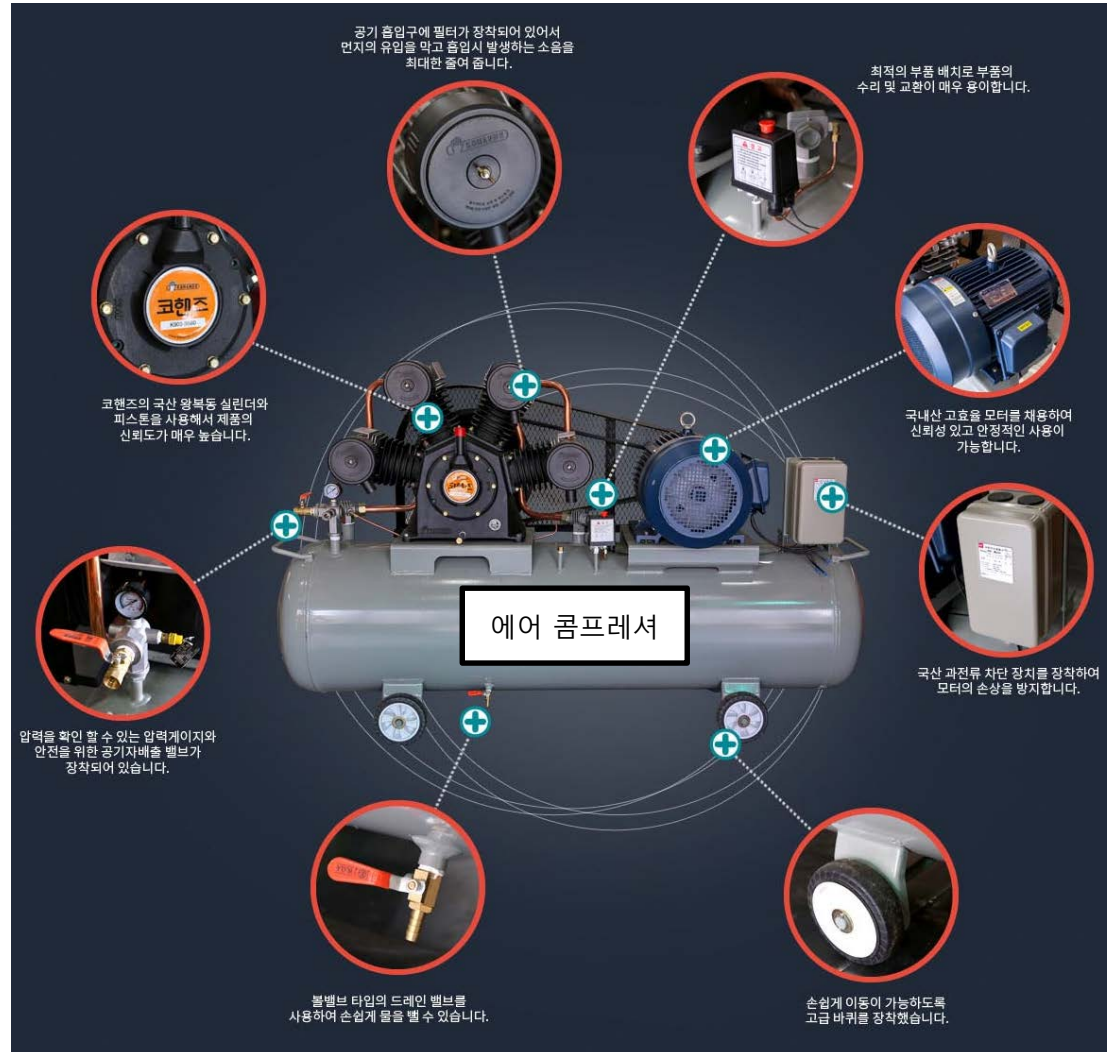 공기 흡입구에 필터가 장착되어 있어서
먼지의 유입을 막고 흡입시 발생하는 소음을
최대한 줄여 줍니다.
최적의 부품 배치로 부품의
수리 및 교환이 매우 용이합니다.
코핸즈
코핸즈의 국산 왕복동 실린더와
피스톤을 사용해서 제품의
신뢰도가 매우 높습니다.
국내산 고효율 모터를 채용하여
신뢰성 있고 안정적인 사용이
가능합니다.
에어 콤프레셔
국산 과전류 차단 장치를 장착하여
모터의 손상을 방지합니다.
압력을 확인 할 수 있는 압력게이지와
안전을 위한 공기자배출 밸브가
장착되어 있습니다.
볼밸브 타입의 드레인 밸브를
사용하여 손쉽게 물을 뺄 수 있습니다.
손쉽게 이동이 가능하도록
고급 바퀴를 장착했습니다.